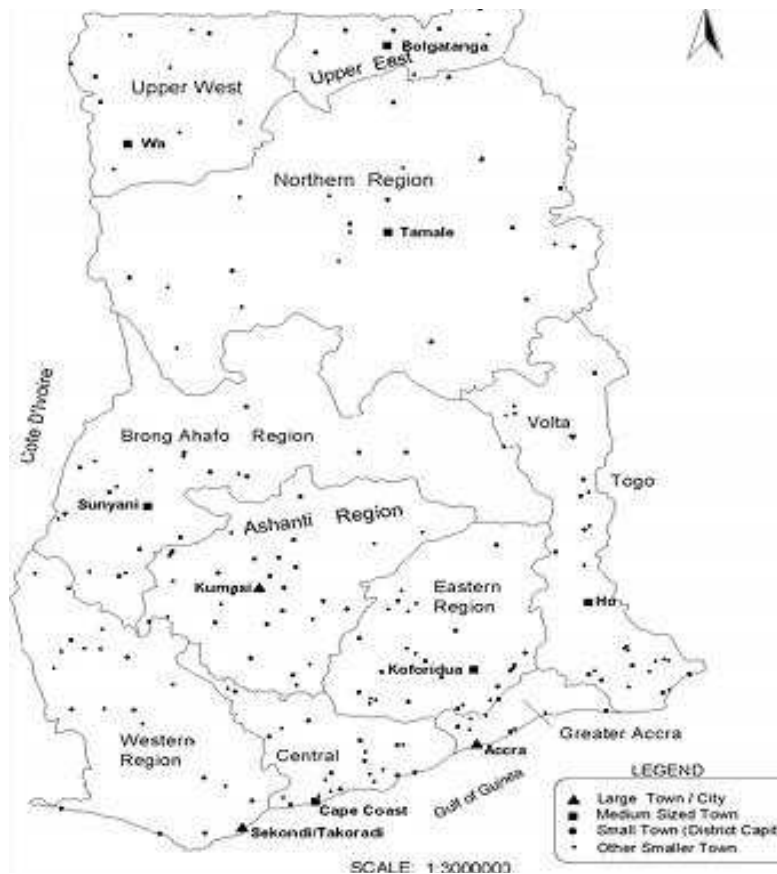 Bolgatanga
Upper East
Upper West
Wa
Northern Region
Tamale
Cote D'Ivoire
Volta
Brong Ahafo Region
Togo
Sunyani
Ashanti Region
Kumasi
Eastern
Region
Ho
Koforidua
Greater Accra
Western
Region
Central
Accra
Gulf of Guinea
Cape Coast
Sekondi/Takoradi
LEGEND
Large Town / City
Medium Sized Town
Small Town (District Capit
Other Smaller Town
SCALE: 1:3000000